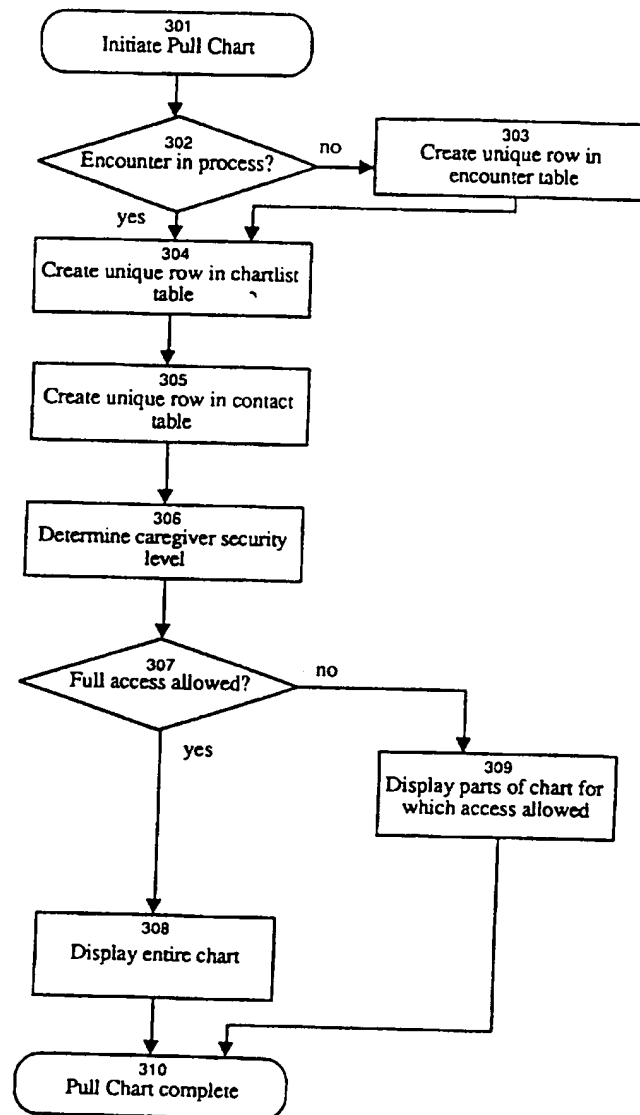 301
Initiate Pull Chart
302
Encounter in process?
no
303
Create unique row in
encounter table
yes
304
Create unique row in chartlist
table
305
Create unique row in contact
table
306
Determine caregiver security
level
307
Full access allowed?
no
yes
309
Display parts of chart for
which access allowed
308
Display entire chart
310
Pull Chart complete